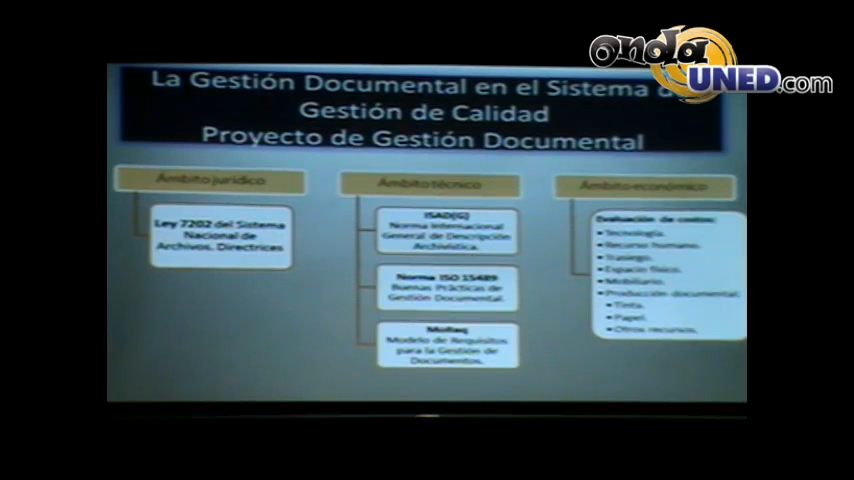 onda
UNED.com
La Gestión Documental en el Sistema
Gestión de Calidad
Proyecto de Gestión Documental
Ámbito jurídico
Ley 7202 del Sistema
Nacional de
Archivos. Directrices
Ámbito técnico
ISAD(G)
Norma Internacional
General de Descripción
Archivística.
Norma ISO 15489
Buenas Prácticas de
Gestión Documental.
MoReq
Modelo de Requisitos
para la Gestión de
Documentos.
Ámbito económico
Evaluación de costos:
• Tecnología.
• Recurso humano.
• Trasiego.
• Espacio físico.
• Mobiliario.
• Producción documental:
• Tinta.
• Papel.
• Otros recursos.